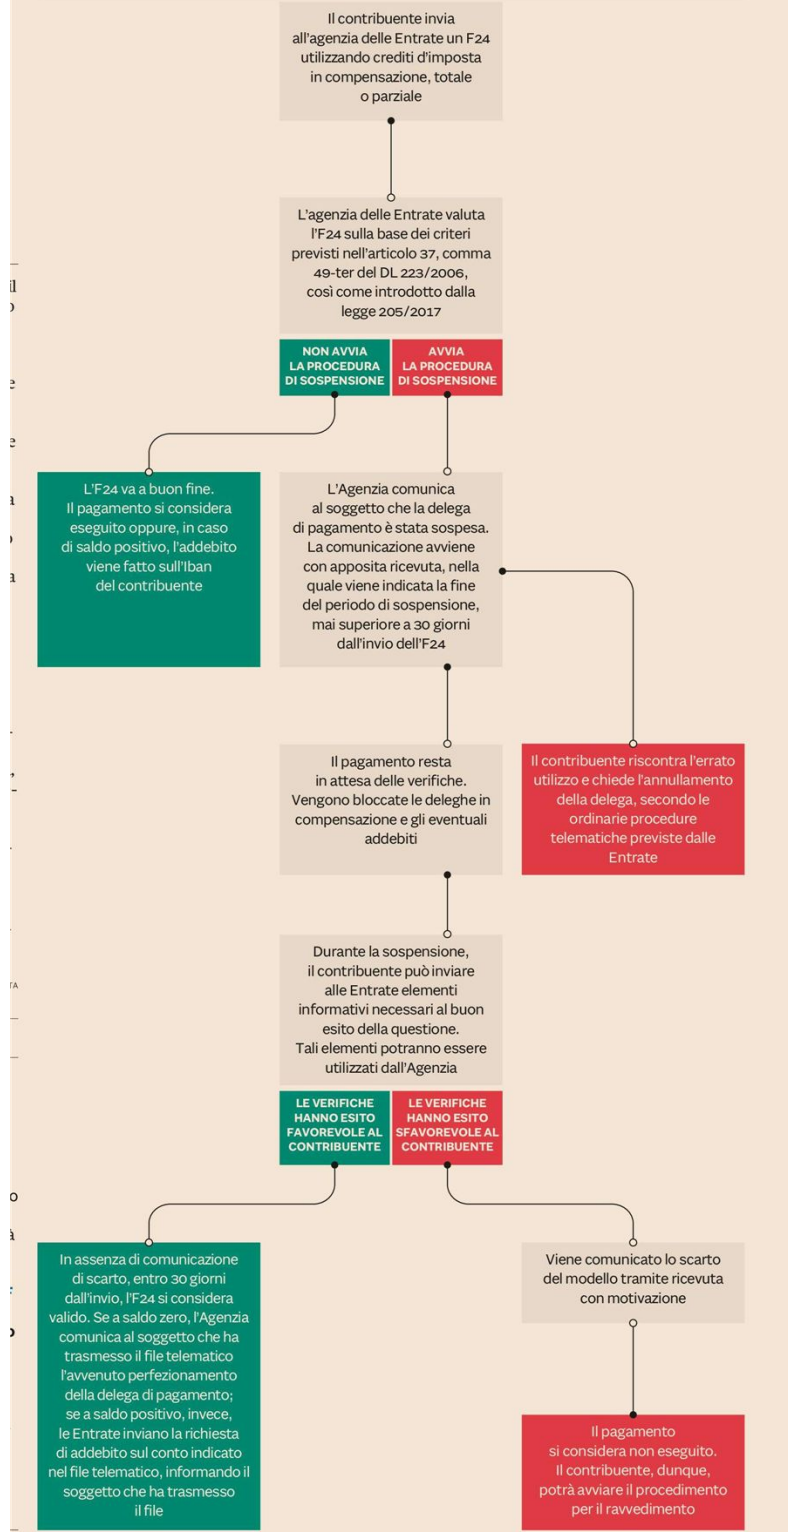 Il contribuente invia
all'agenzia delle Entrate un F24
utilizzando crediti d'imposta
in compensazione, totale
o parziale
L'agenzia delle Entrate valuta
l'F24 sulla base dei criteri
previsti nell'articolo 37, comma
49-ter del DL 223/2006,
così come introdotto dalla
legge 205/2017
NON AVVIA
LA PROCEDURA
DI SOSPENSIONE
AVVIA
LA PROCEDURA
DI SOSPENSIONE
L'F24 va a buon fine.
Il pagamento si considera
eseguito oppure, in caso
di saldo positivo, l'addebito
viene fatto sull'Iban
del contribuente
L'Agenzia comunica
al soggetto che la delega
di pagamento è stata sospesa.
La comunicazione avviene
con apposita ricevuta, nella
quale viene indicata la fine
del periodo di sospensione,
mai superiore a 30 giorni
dall'invio dell'F24
Il pagamento resta
in attesa delle verifiche.
Vengono bloccate le deleghe in
compensazione e gli eventuali
addebiti
Il contribuente riscontra l'errato
utilizzo e chiede l'annullamento
della delega, secondo le
ordinarie procedure
telematiche previste dalle
Entrate
Durante la sospensione,
il contribuente può inviare
alle Entrate elementi
informativi necessari al buon
esito della questione.
Tali elementi potranno essere
utilizzati dall'Agenzia
LE VERIFICHE
HANNO ESITO
FAVOREVOLE AL
CONTRIBUENTE
LE VERIFICHE
HANNO ESITO
SFAVOREVOLE AL
CONTRIBUENTE
In assenza di comunicazione
di scarto, entro 30 giorni
dall'invio, l'F24 si considera
valido. Se a saldo zero, l'Agenzia
comunica al soggetto che ha
trasmesso il file telematico
l'avvenuto perfezionamento
della delega di pagamento;
se a saldo positivo, invece,
le Entrate inviano la richiesta
di addebito sul conto indicato
nel file telematico, informando il
soggetto che ha trasmesso
il file
Viene comunicato lo scarto
del modello tramite ricevuta
con motivazione
Il pagamento
si considera non eseguito.
Il contribuente, dunque,
potrà avviare il procedimento
per il ravvedimento